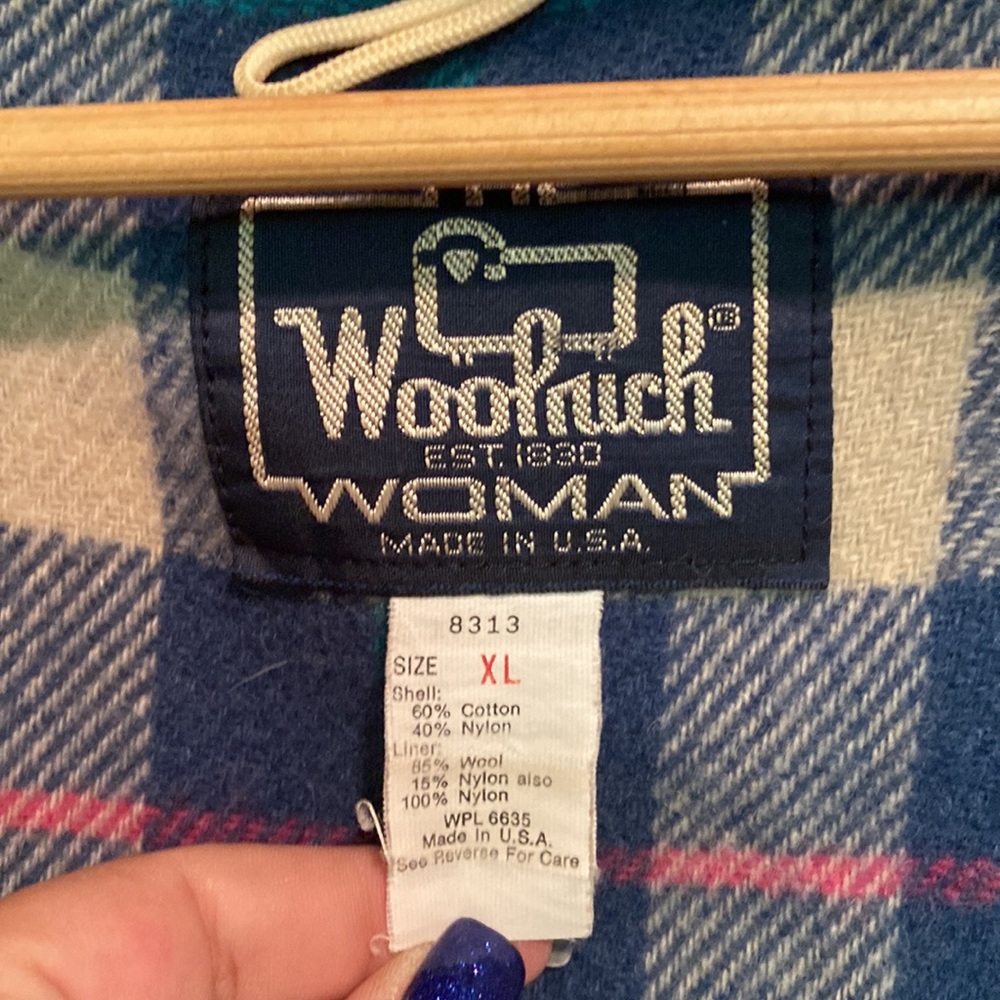 Woolrich®
EST. 1830
WOMAN
MADE IN U.S.A.
8313
SIZE XL
Shell:
60% Cotton
40% Nylon
Liner:
85% Wool
15% Nylon also
100% Nylon
WPL 6635
Made In U.S.A.
See Reverse For Care